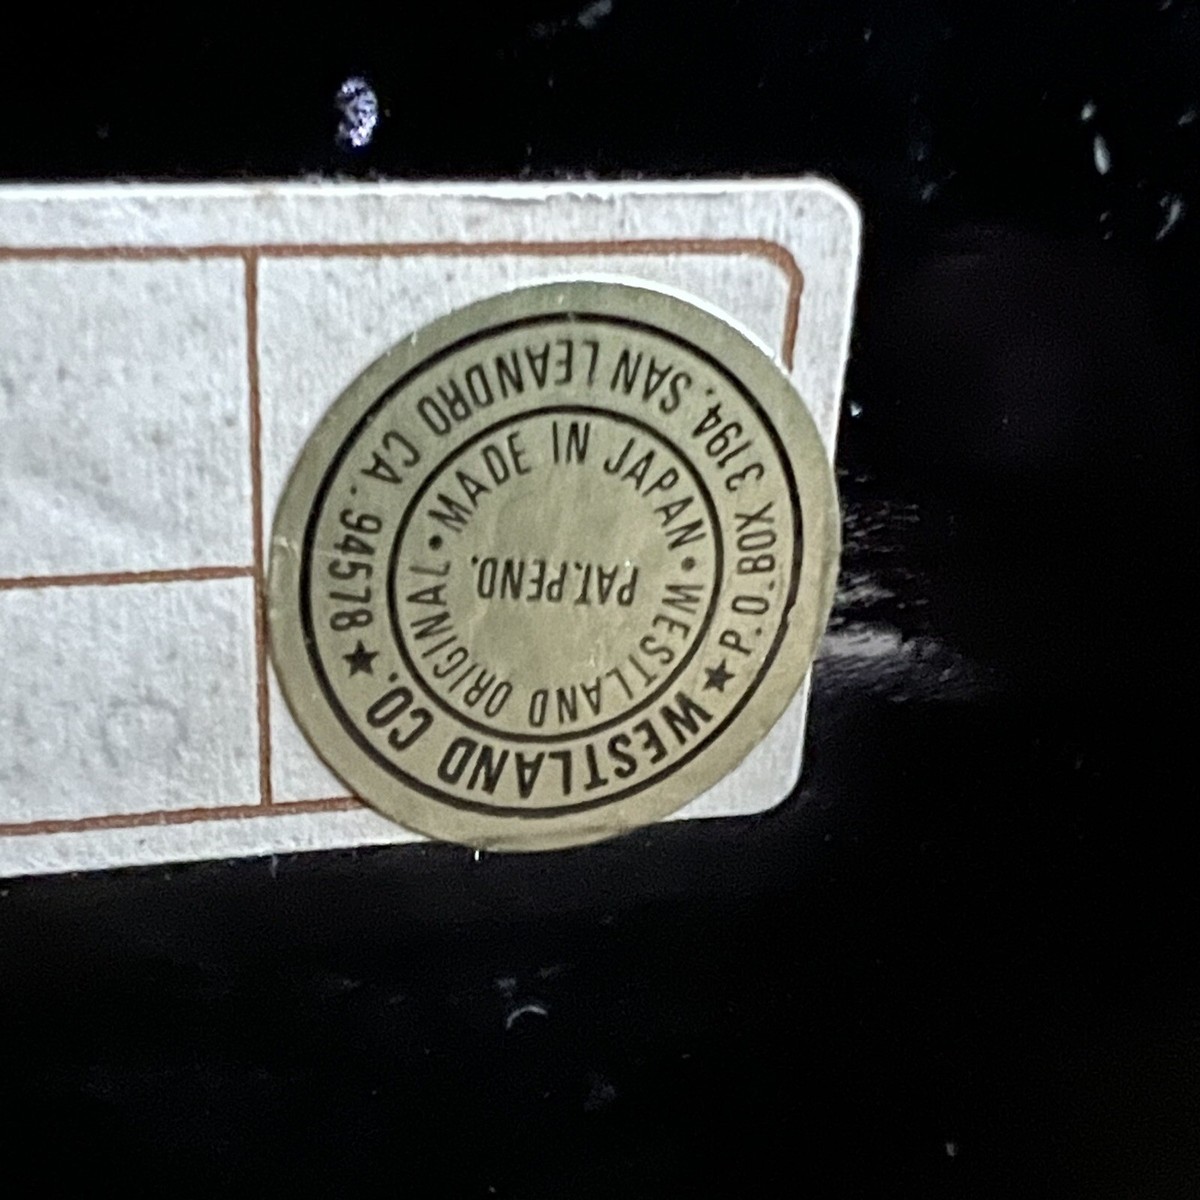 WESTLAND CO.
★ P.O. BOX 3194, SAN LEANDRO CA. 94578 ★
WESTLAND ORIGINAL
• MADE IN JAPAN •
PAT.PEND.